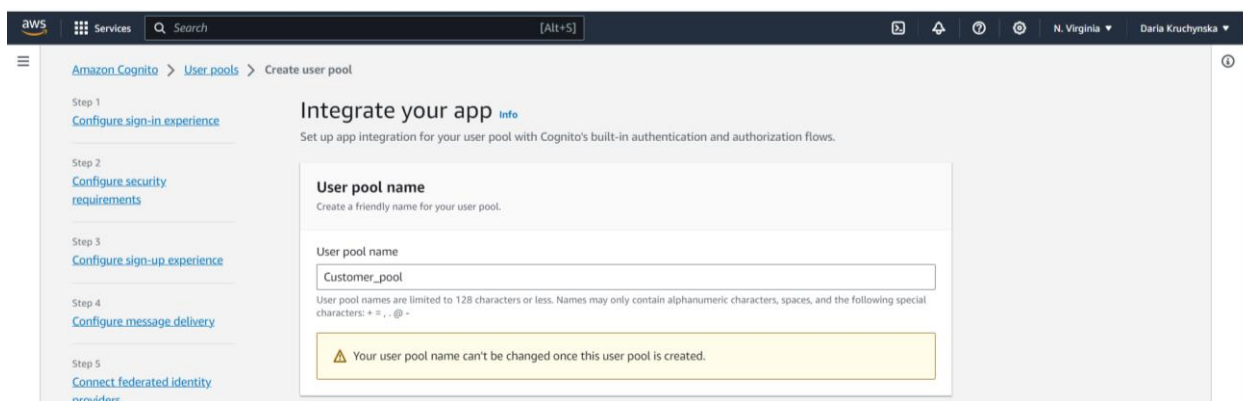 aws
Services
Search
[Alt+S]
N. Virginia
Daria Kruchynska
Amazon Cognito > User pools > Create user pool
Step 1
Configure sign-in experience
Step 2
Configure security
requirements
Step 3
Configure sign-up experience
Step 4
Configure message delivery
Step 5
Connect federated identity
providers
Integrate your app Info
Set up app integration for your user pool with Cognito's built-in authentication and authorization flows.
User pool name
Create a friendly name for your user pool.
User pool name
Customer_pool
User pool names are limited to 128 characters or less. Names may only contain alphanumeric characters, spaces, and the following special
characters: + = , . @ -
Your user pool name can't be changed once this user pool is created.